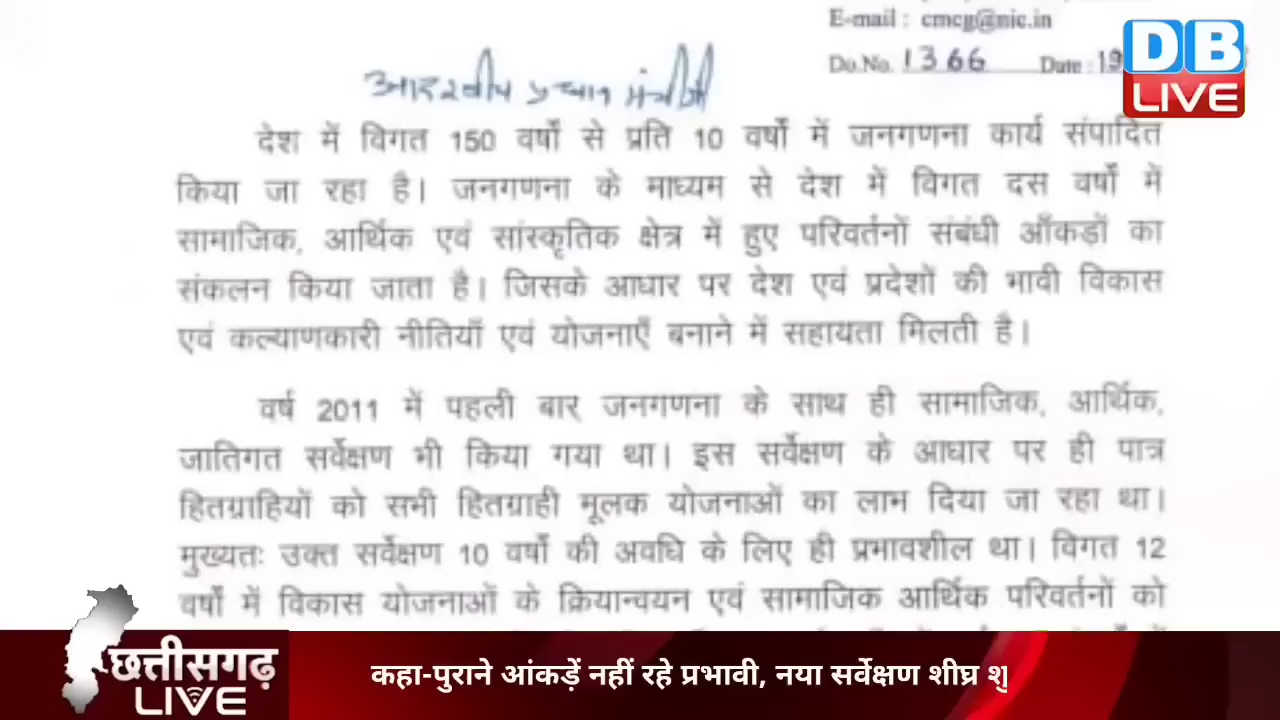 E-mail : cmcg@nic.in
Do.No. 1366 Date : 19
DB
LIVE
आदरणीय प्रधान मंत्री जी
देश में विगत 150 वर्षों से प्रति 10 वर्षों में जनगणना कार्य संपादित
किया जा रहा है। जनगणना के माध्यम से देश में विगत दस वर्षों में
सामाजिक, आर्थिक एवं सांस्कृतिक क्षेत्र में हुए परिवर्तनों संबंधी आँकड़ों का
संकलन किया जाता है। जिसके आधार पर देश एवं प्रदेशों की भावी विकास
एवं कल्याणकारी नीतियाँ एवं योजनाएँ बनाने में सहायता मिलती है।
वर्ष 2011 में पहली बार जनगणना के साथ ही सामाजिक, आर्थिक,
जातिगत सर्वेक्षण भी किया गया था। इस सर्वेक्षण के आधार पर ही पात्र
हितग्राहियों को सभी हितग्राही मूलक योजनाओं का लाभ दिया जा रहा था।
मुख्यतः उक्त सर्वेक्षण 10 वर्षों की अवधि के लिए ही प्रभावशील था। विगत 12
वर्षों में विकास योजनाओं के क्रियान्वयन एवं सामाजिक आर्थिक परिवर्तनों को
छत्तीसगढ़
LIVE
कहा-पुराने आंकड़ें नहीं रहे प्रभावी, नया सर्वेक्षण शीघ्र शु